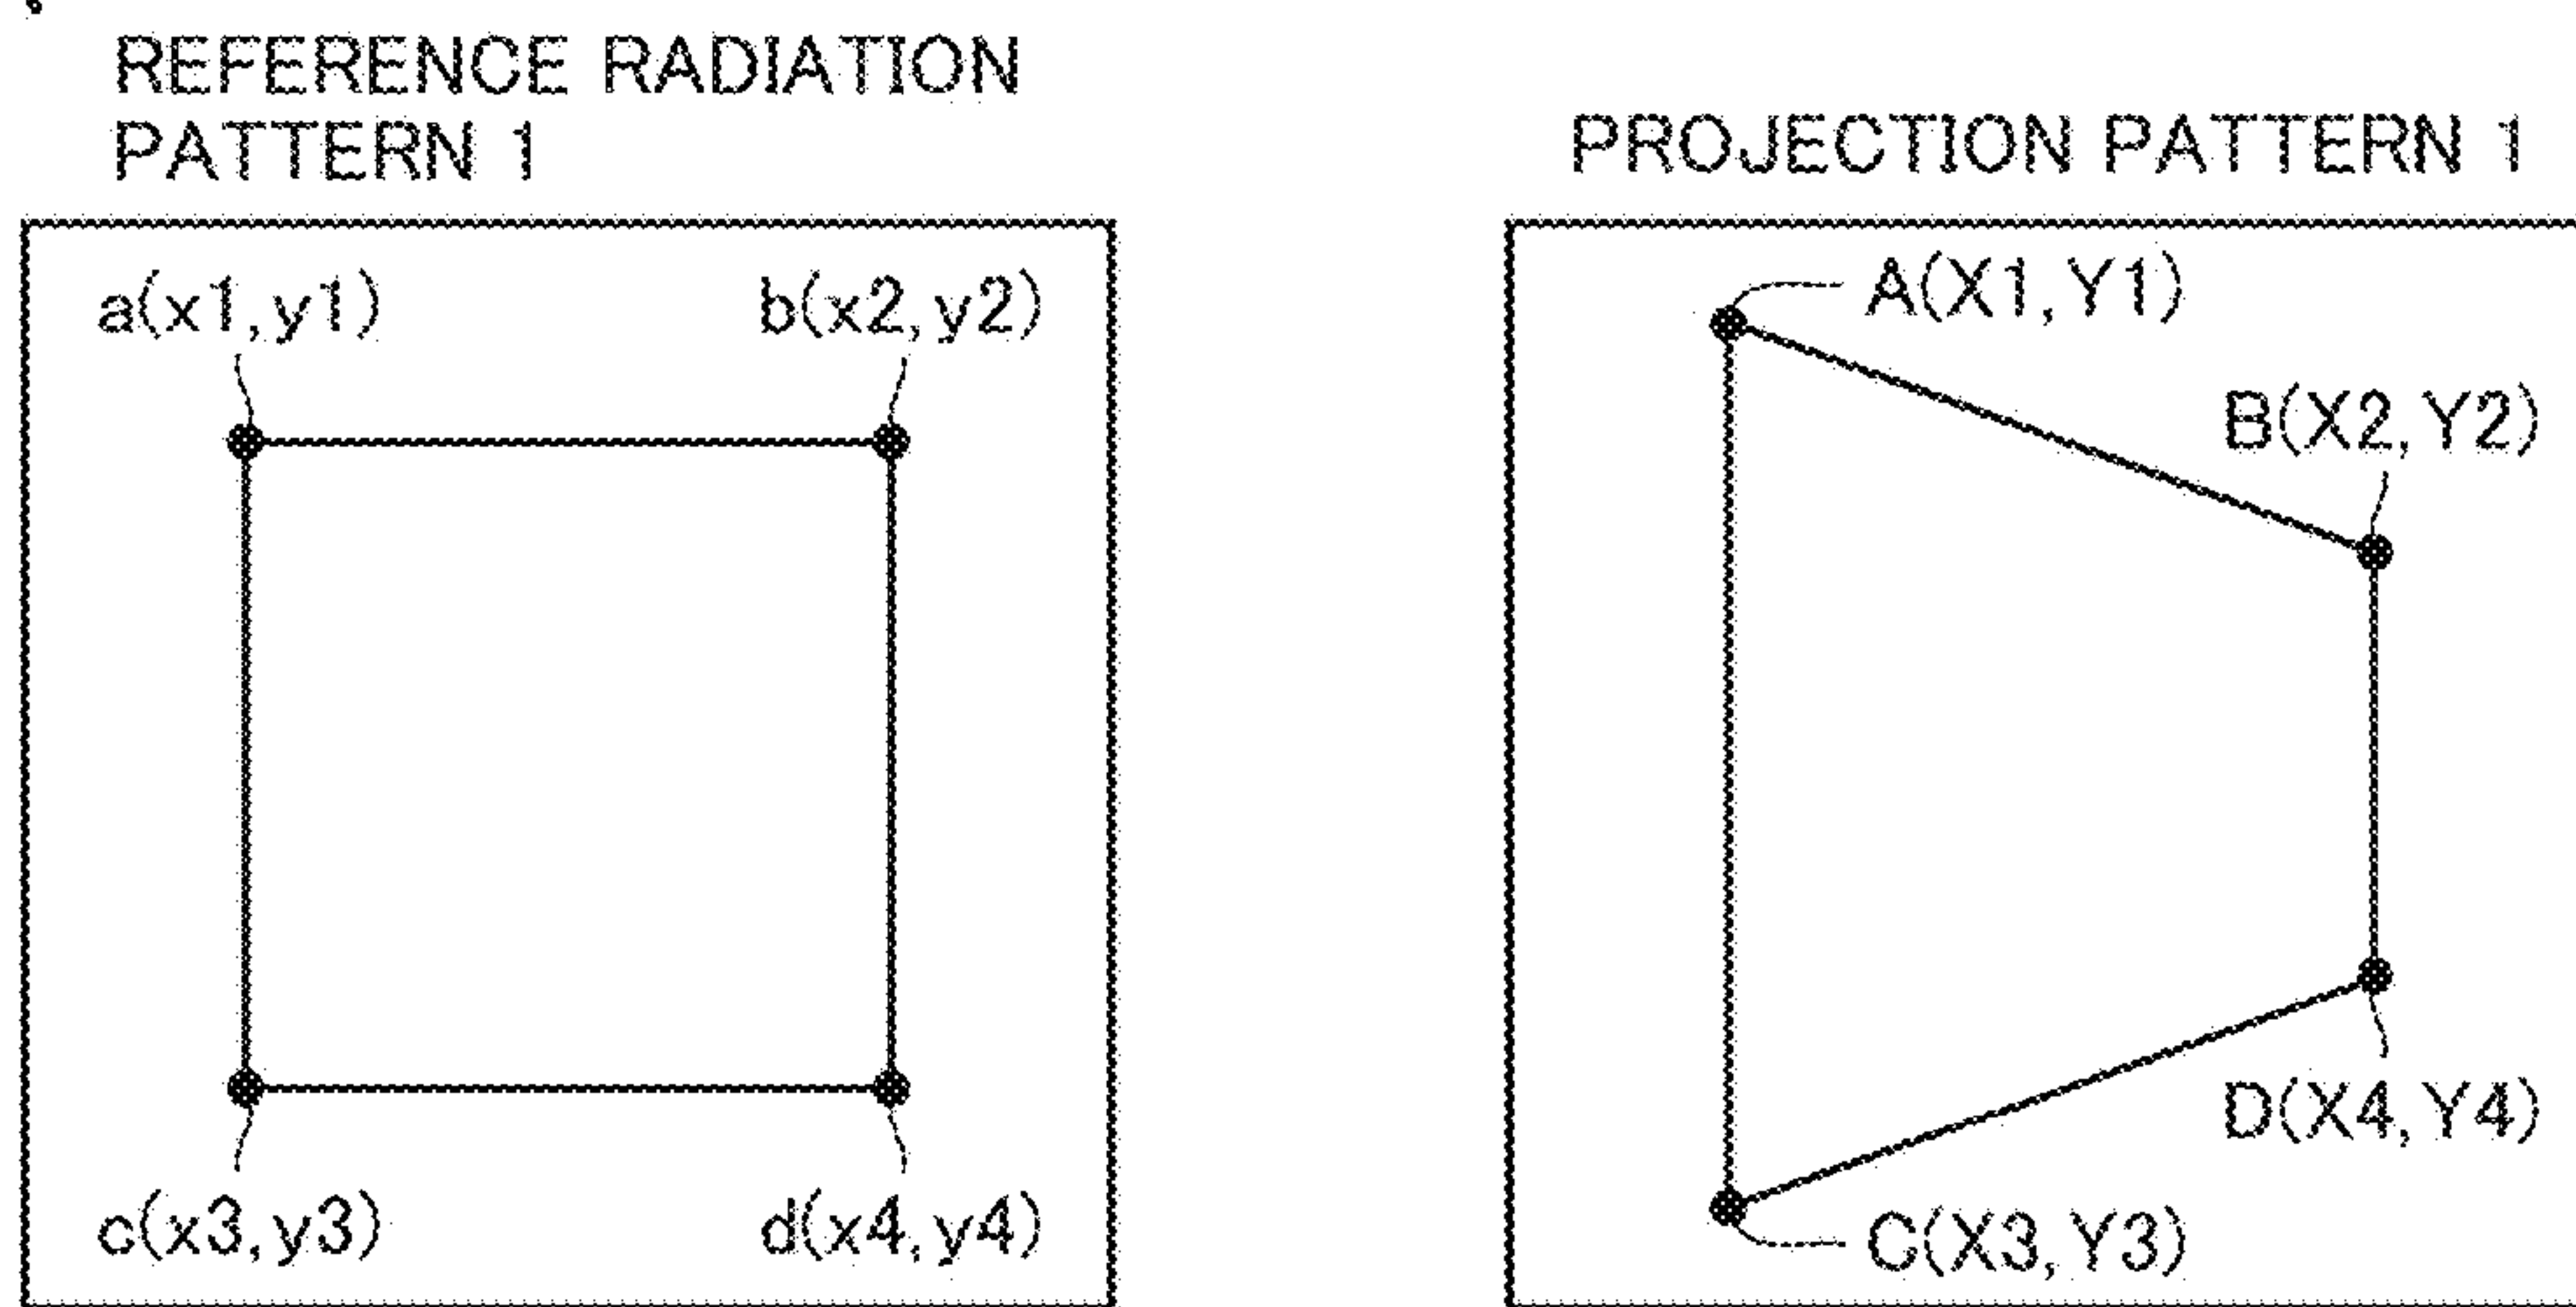 REFERENCE RADIATION
PATTERN 1
a(x1,y1)
b(x2,y2)
c(x3,y3)
d(x4,y4)
PROJECTION PATTERN 1
A(X1,Y1)
B(X2,Y2)
D(X4,Y4)
C(X3,Y3)